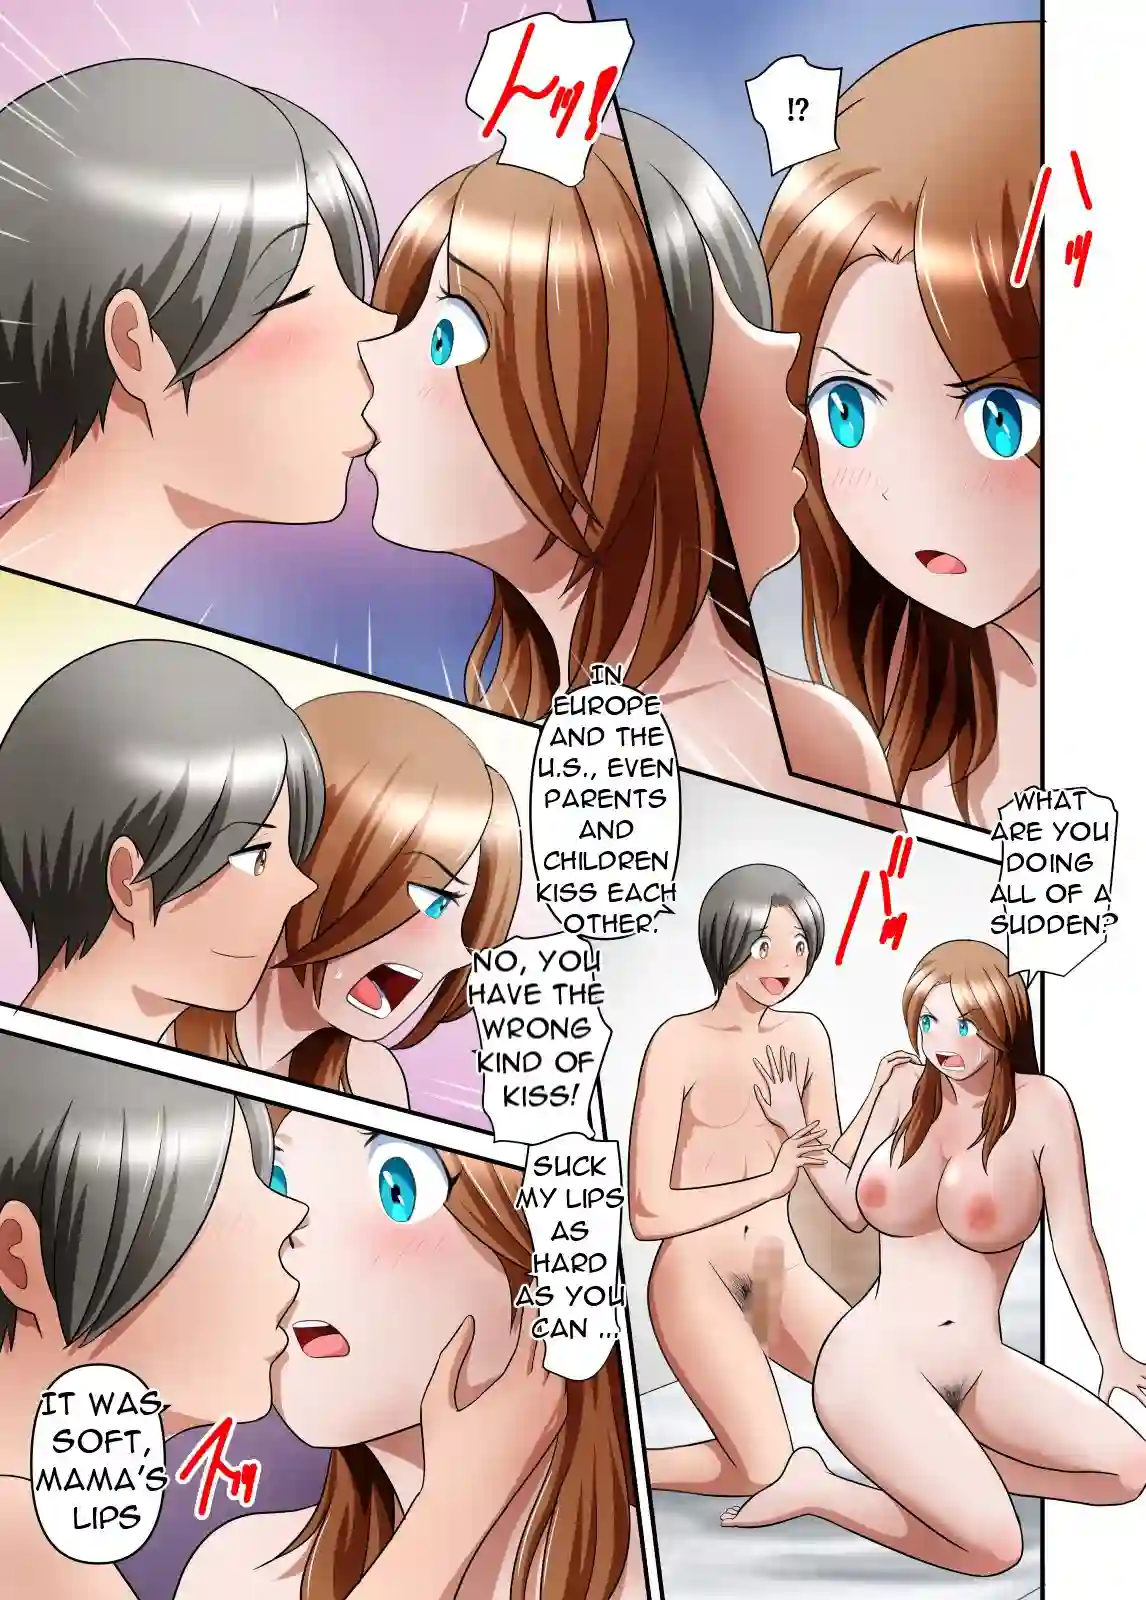 !?
ハッ
んッ!
WHAT
ARE YOU
DOING
ALL OF A
SUDDEN?
バッ
IN
EUROPE
AND THE
U.S., EVEN
PARENTS
AND
CHILDREN
KISS EACH
OTHER.
NO, YOU
HAVE THE
WRONG
KIND OF
KISS!
SUCK
MY LIPS
AS
HARD
AS YOU
CAN ...
IT WAS
SOFT,
MAMA'S
LIPS
スッ